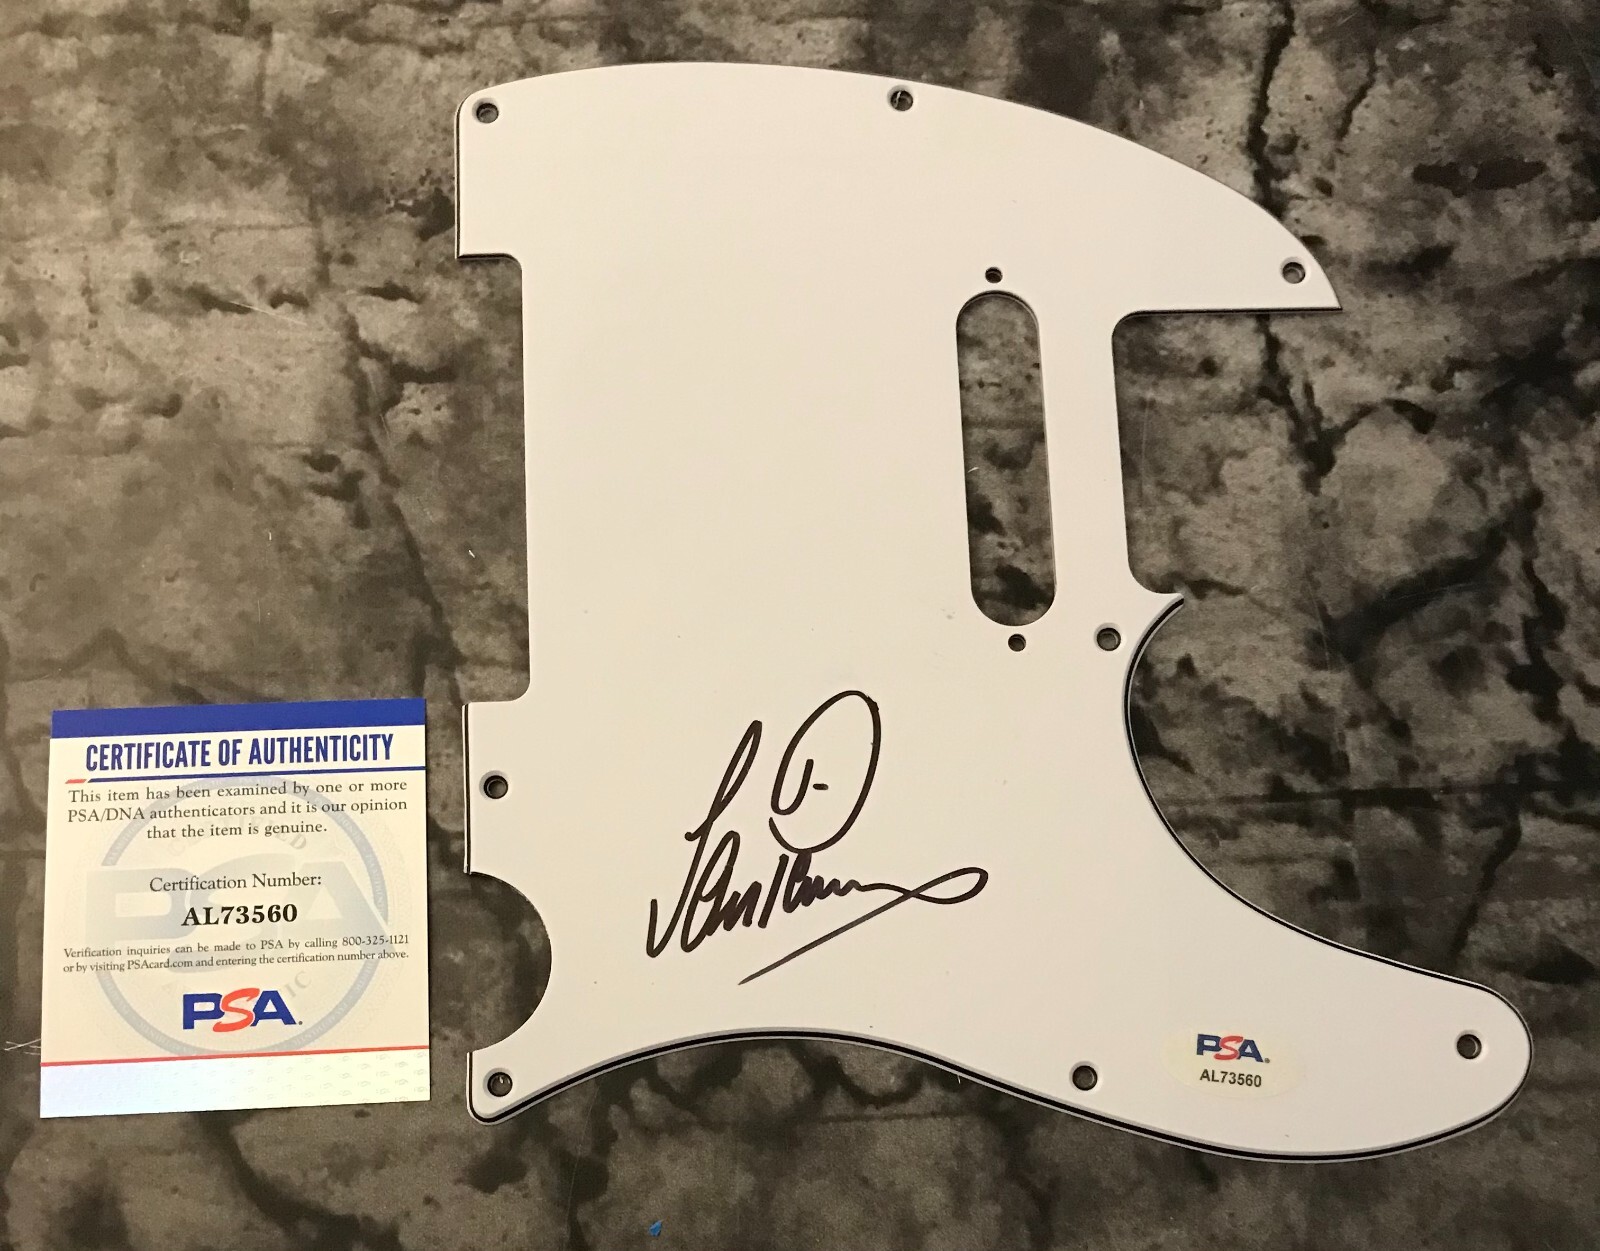 CERTIFICATE OF AUTHENTICITY
This item has been examined by one or more
PSA/DNA authenticators and it is our opinion
that the item is genuine.
Certification Number:
AL73560
Verification inquiries can be made to PSA by calling 800-325-1121
or by visiting PSAcard.com and entering the certification number above.
PSA
PSA
AL73560